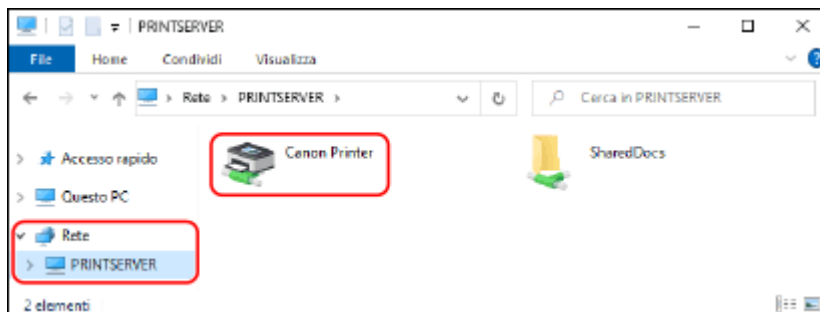 PRINTSERVER
File Home Condividi Visualizza
Rete PRINTSERVER
Cerca in PRINTSERVER
Accesso rapido
Questo PC
Rete
PRINTSERVER
Canon Printer
SharedDocs
2 elementi